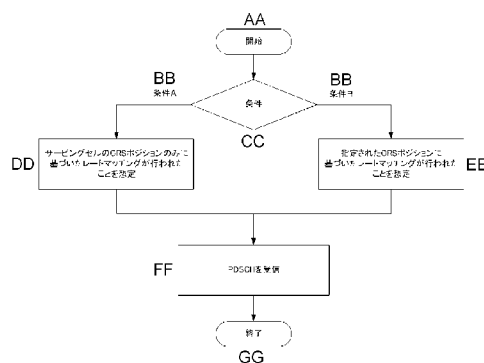 AA
開始
BB
条件A
BB
条件B
条件
CC
DD
サービングセルのCRSポジションのみに
基づいたレートマッチングが行われた
ことを想定
指定されたCRSポジションに
基づいたレートマッチングが行われた
ことを想定
EE
FF
PDSCHを受信
終了
GG